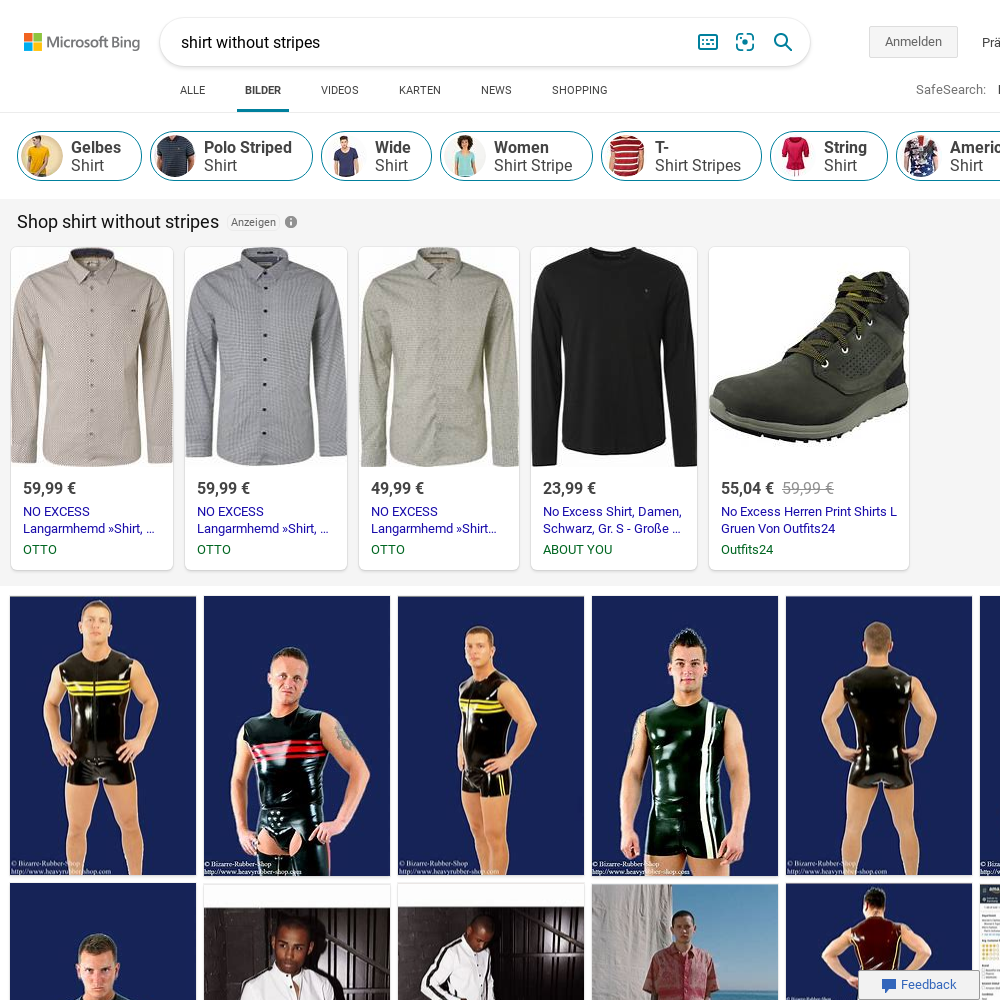 Microsoft Bing
shirt without stripes
Anmelden
Prä
ALLE
BILDER
VIDEOS
KARTEN
NEWS
SHOPPING
SafeSearch:
Gelbes
Shirt
Polo Striped
Shirt
Wide
Shirt
Women
Shirt Stripe
T-
Shirt Stripes
String
Shirt
Americ
Shirt
Shop shirt without stripes
Anzeigen
59,99 €
NO EXCESS
Langarmhemd »Shirt, ...
OTTO
59,99 €
NO EXCESS
Langarmhemd »Shirt, ...
OTTO
49,99 €
NO EXCESS
Langarmhemd »Shirt...
OTTO
23,99 €
No Excess Shirt, Damen,
Schwarz, Gr. S - Große ...
ABOUT YOU
55,04 € 59,99 €
No Excess Herren Print Shirts L
Gruen Von Outfits24
Outfits24
© Bizarre-Rubber-Shop
http://www.heavyrubber-shop.com
© Bizarre-Rubber-Shop
http://www.heavyrubber-shop.com
© Bizarre-Rubber-Shop
http://www.heavyrubber-shop.com
© Bizarre-Rubber-Shop
http://www.heavyrubber-shop.com
© Bizarre-Rubber-Shop
http://www.heavyrubber-shop.com
Feedback